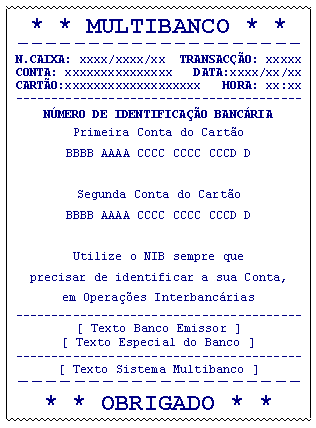 * * MULTIBANCO * *
N.CAIXA: xxxx/xxxx/xx TRANSACÇÃO: xxxxx
CONTA: xxxxxxxxxxxxxxx DATA:xxxx/xx/xx
CARTÃO:xxxxxxxxxxxxxxxxxxx HORA: xx:xx
NÚMERO DE IDENTIFICAÇÃO BANCÁRIA
Primeira Conta do Cartão
BBBB AAAA CCCC CCCC CCCD D
Segunda Conta do Cartão
BBBB AAAA CCCC CCCC CCCD D
Utilize o NIB sempre que
precisar de identificar a sua Conta,
em Operações Interbancárias
[ Texto Banco Emissor ]
[ Texto Especial do Banco ]
[ Texto Sistema Multibanco ]
* * OBRIGADO * *